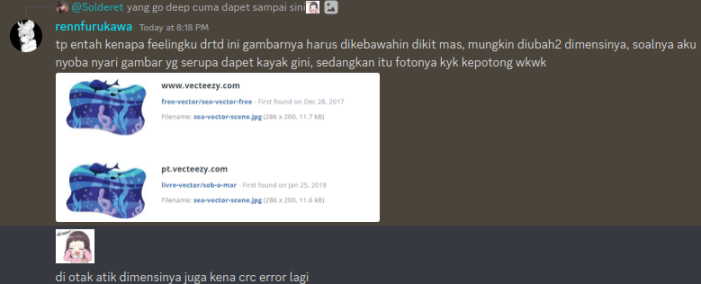 @Solderet yang go deep cuma dapet sampai sini
rennfurukawa Today at 8:18 PM
tp entah kenapa feelingku drtd ini gambarnya harus dikebawahin dikit mas, mungkin diubah2 dimensinya, soalnya aku
nyoba nyari gambar yg serupa dapet kayak gini, sedangkan itu fotonya kyk kepotong wkwk
www.vecteezy.com
free-vector/sea-vector-free - First found on Dec 28, 2017
Filename: sea-vector-scene.jpg (286 x 200, 11.7 kB)
pt.vecteezy.com
livre-vector/sob-o-mar - First found on Jan 25, 2018
Filename: sea-vector-scene.jpg (286 x 200, 11.6 kB)
di otak atik dimensinya juga kena crc error lagi